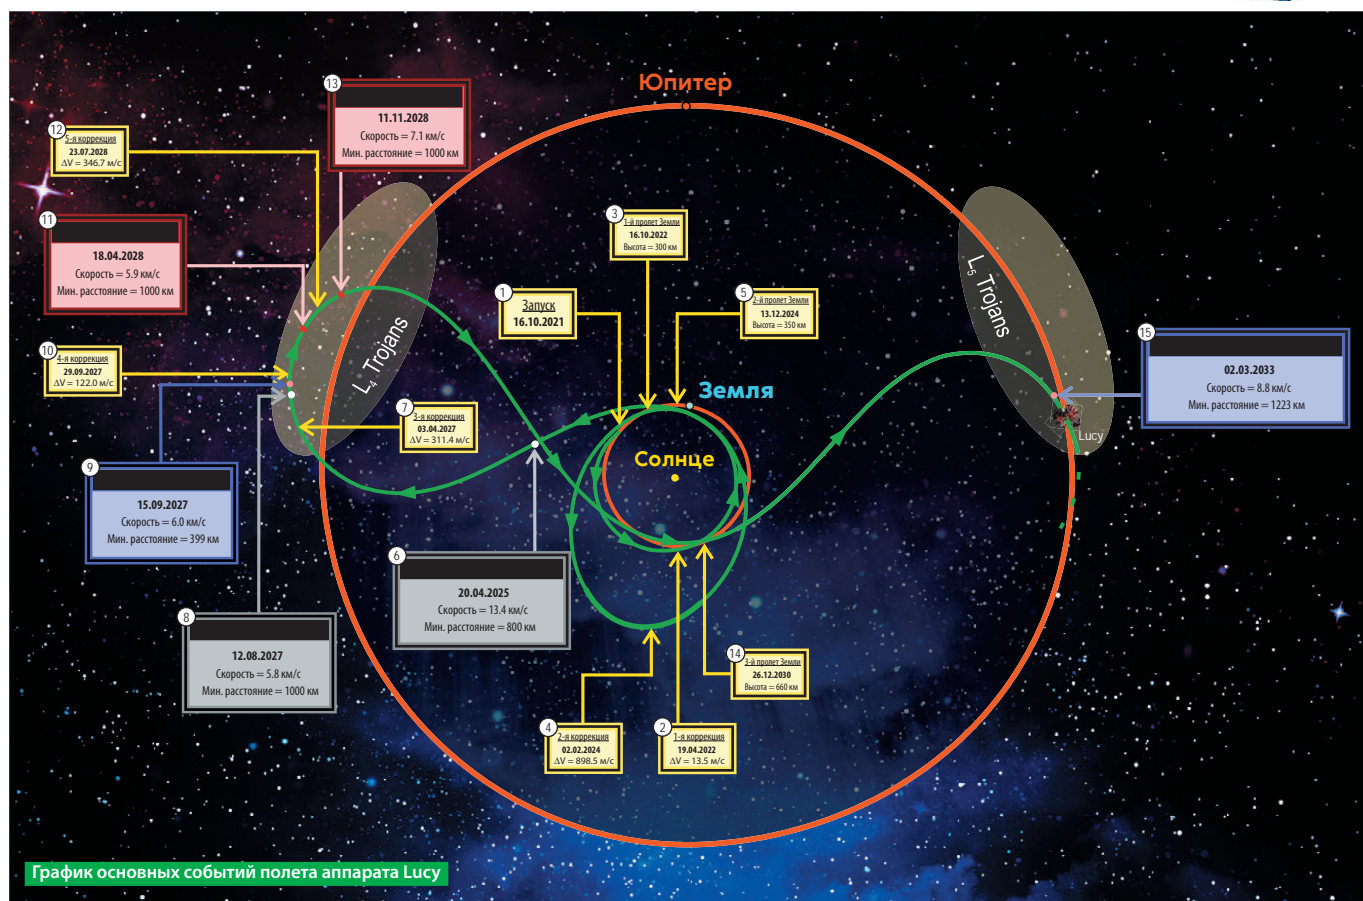 Юпитер
13
11.11.2028
Скорость = 7.1 км/с
Мин. расстояние = 1000 км
12
5-я коррекция
23.07.2028
ΔV = 346.7 м/с
11
18.04.2028
Скорость = 5.9 км/с
Мин. расстояние = 1000 км
3
1-й пролет Земли
16.10.2022
Высота = 300 км
1
Запуск
16.10.2021
5
2-й пролет Земли
13.12.2024
Высота = 350 км
L4 Trojans
L5 Trojans
10
4-я коррекция
29.09.2027
ΔV = 122.0 м/с
15
02.03.2033
Скорость = 8.8 км/с
Мин. расстояние = 1223 км
Земля
7
3-я коррекция
03.04.2027
ΔV = 311.4 м/с
Lucy
Солнце
9
15.09.2027
Скорость = 6.0 км/с
Мин. расстояние = 399 км
6
20.04.2025
Скорость = 13.4 км/с
Мин. расстояние = 800 км
8
12.08.2027
Скорость = 5.8 км/с
Мин. расстояние = 1000 км
14
3-й пролет Земли
26.12.2030
Высота = 660 км
4
2-я коррекция
02.02.2024
ΔV = 898.5 м/с
2
1-я коррекция
19.04.2022
ΔV = 13.5 м/с
График основных событий полета аппарата Lucy